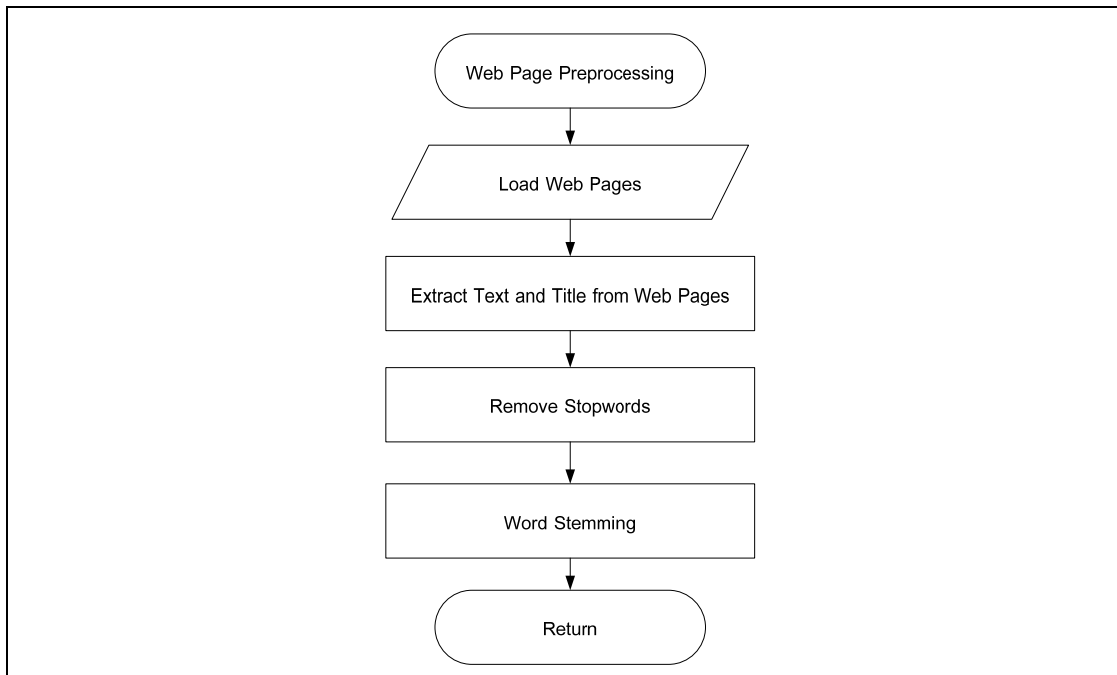 Web Page Preprocessing
Load Web Pages
Extract Text and Title from Web Pages
Remove Stopwords
Word Stemming
Return